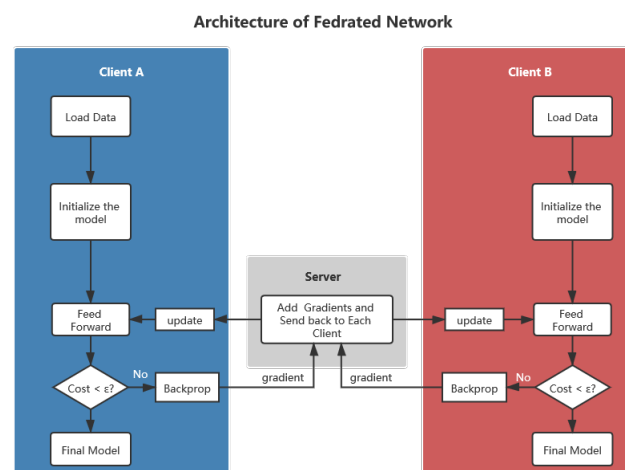 Architecture of Fedrated Network
Client A
Load Data
Initialize the
model
Feed
Forward
update
Cost < ε?
No
Backprop
gradient
Final Model
Server
Add Gradients and
Send back to Each
Client
Client B
Load Data
Initialize the
model
update
Feed
Forward
gradient
Backprop
No
Cost < ε?
Final Model